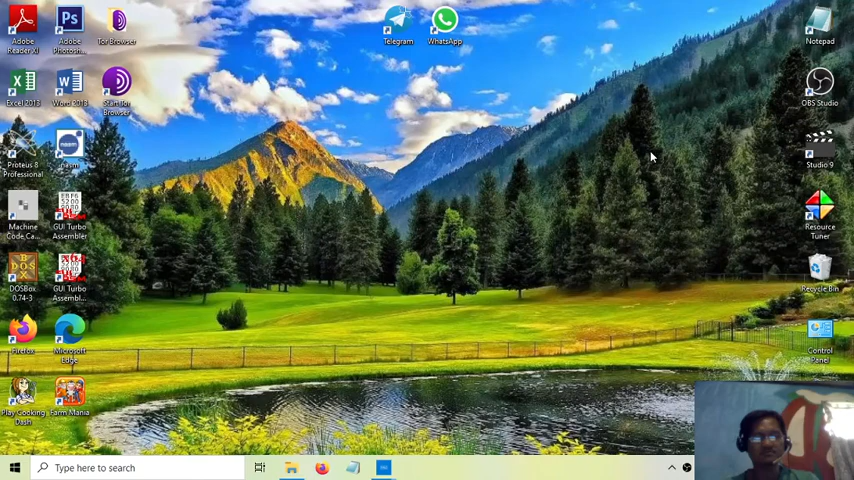 Adobe Reader XI
Adobe Photosh...
Tor Browser
Telegram
WhatsApp
Notepad
Excel 2013
Word 2013
Start Tor Browser
OBS Studio
Proteus 8 Professional
nasm
Studio 9
Machine Code Ca...
GUI Turbo Assembler
Resource Tuner
DOSBox 0.74-3
GUI Turbo Assembl...
Recycle Bin
Firefox
Microsoft Edge
Control Panel
Play Cooking Dash
Farm Mania
Type here to search